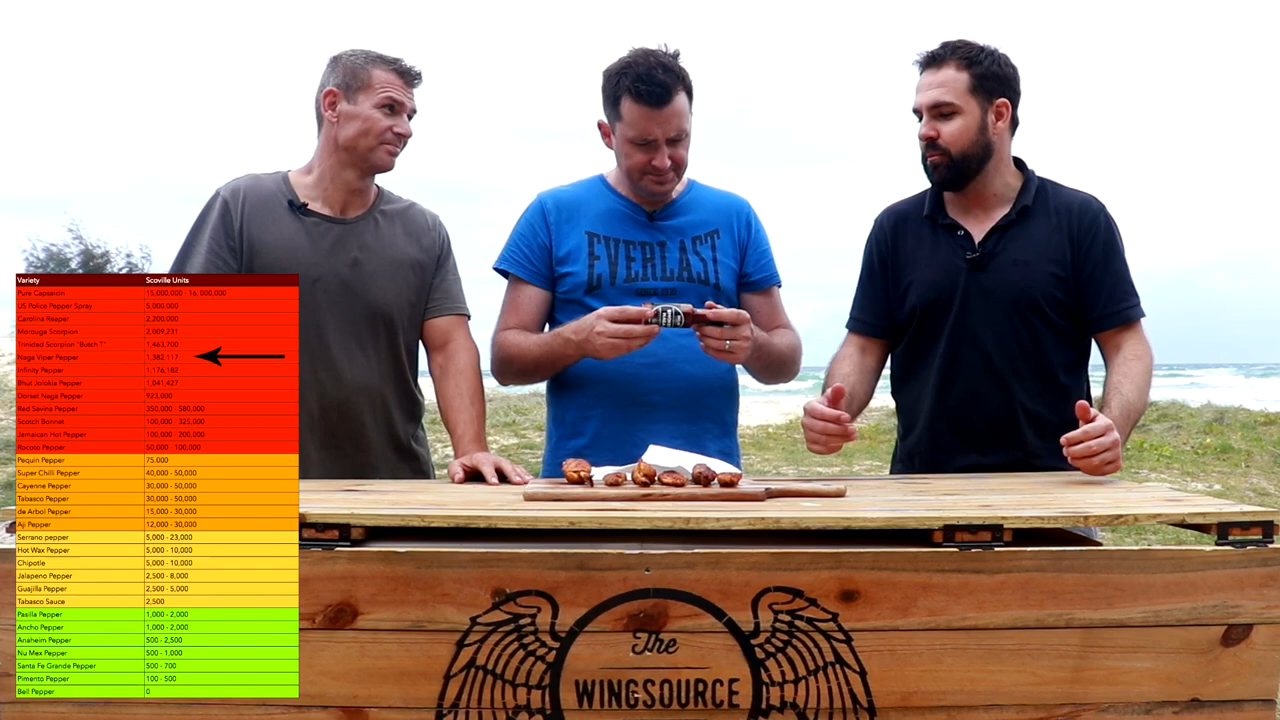 EVERLAST
SINCE 1910
Variety Scoville Units
Pure Capsaicin 15,000,000 - 16, 000,000
US Police Pepper Spray 5,000,000
Carolina Reaper 2,200,000
Morouga Scorpion 2,009,231
Trinidad Scorpion "Butch T" 1,463,700
Naga Viper Pepper 1,382,117
Infinity Pepper 1,176,182
Bhut Jolokia Pepper 1,041,427
Dorset Naga Pepper 923,000
Red Savina Pepper 350,000 - 580,000
Scotch Bonnet 100,000 - 325,000
Jamaican Hot Pepper 100,000 - 200,000
Rocoto Pepper 50,000 - 100,000
Pequin Pepper 75,000
Super Chilli Pepper 40,000 - 50,000
Cayenne Pepper 30,000 - 50,000
Tabasco Pepper 30,000 - 50,000
de Arbol Pepper 15,000 - 30,000
Aji Pepper 12,000 - 30,000
Serrano pepper 5,000 - 23,000
Hot Wax Pepper 5,000 - 10,000
Chipotle 5,000 - 10,000
Jalapeno Pepper 2,500 - 8,000
Guajilla Pepper 2,500 - 5,000
Tabasco Sauce 2,500
Pasilla Pepper 1,000 - 2,000
Ancho Pepper 1,000 - 2,000
Anaheim Pepper 500 - 2,500
Nu Mex Pepper 500 - 1,000
Santa Fe Grande Pepper 500 - 700
Pimento Pepper 100 - 500
Bell Pepper 0
The
WINGSOURCE